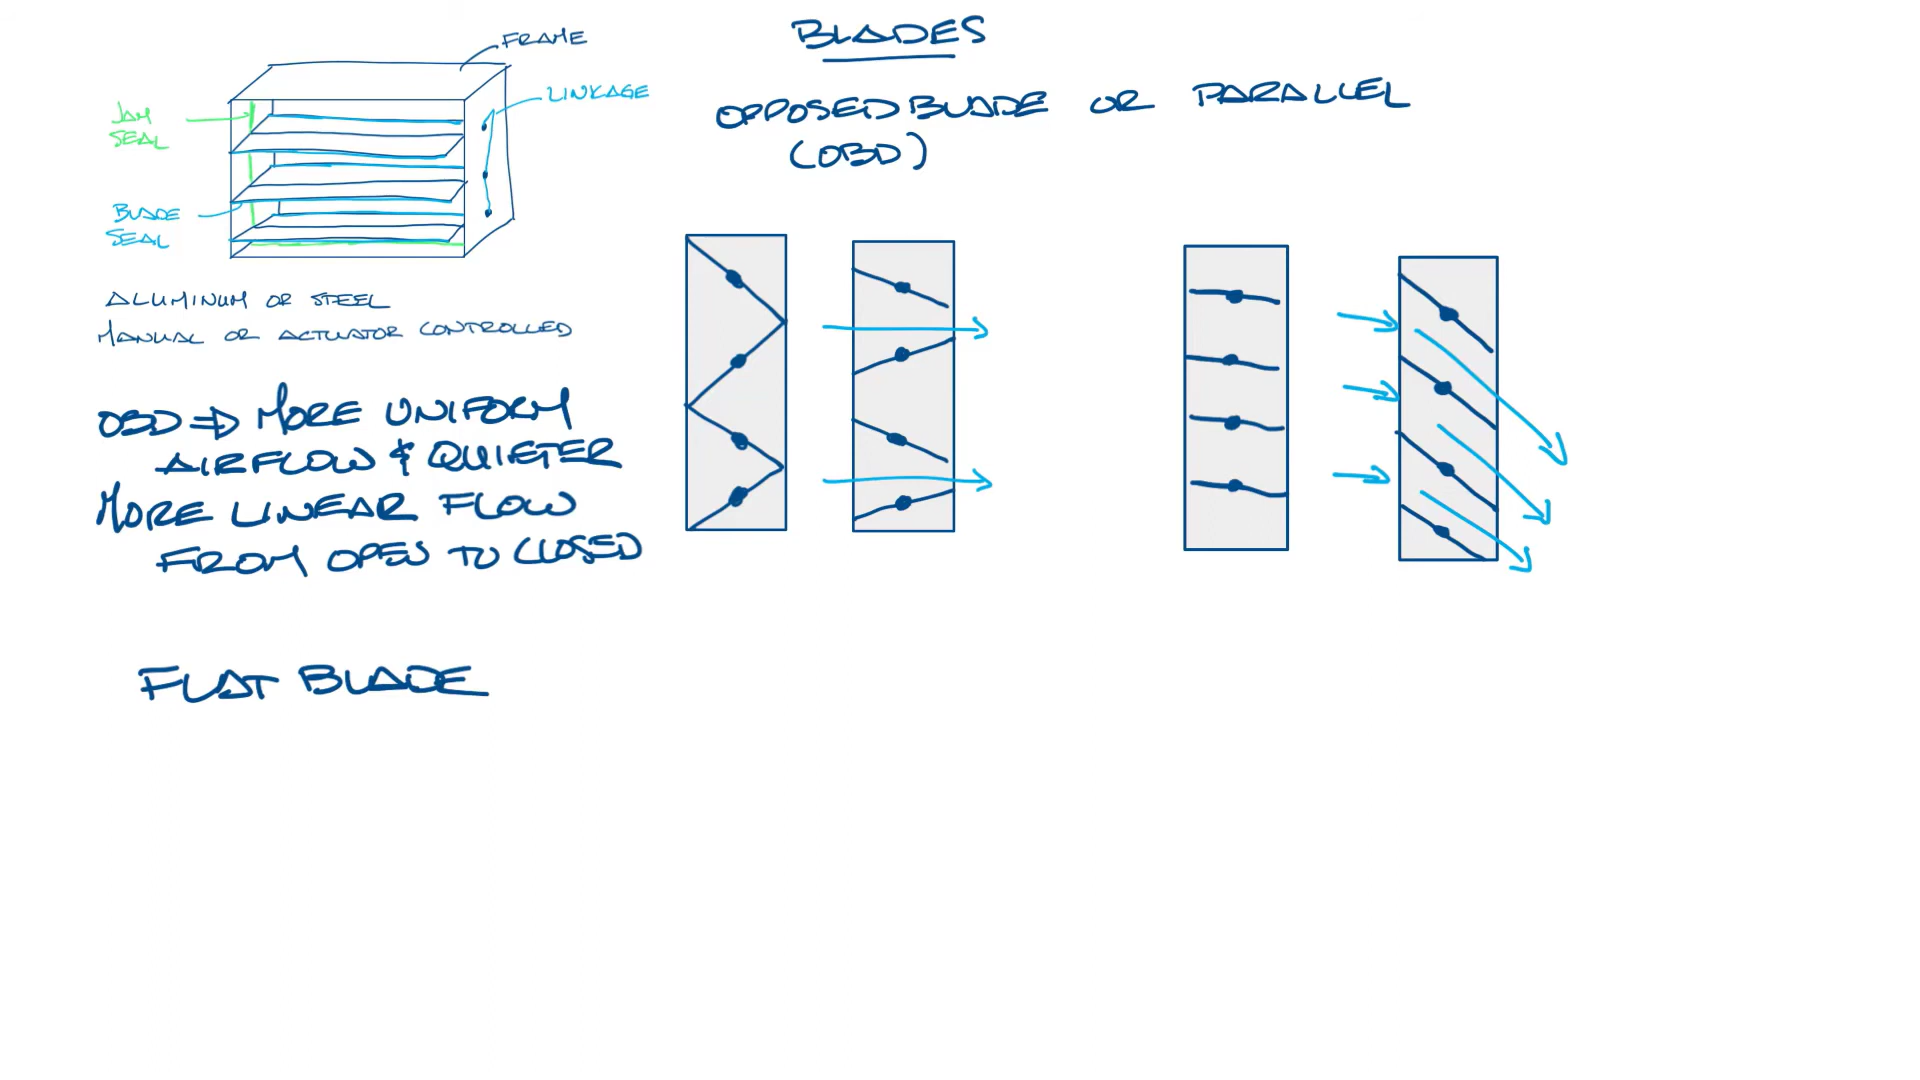 BLADES
FRAME
LINKAGE
JAM
SEAL
BLADE
SEAL
OPPOSED BLADE OR PARALLEL
(OBD)
ALUMINUM OR STEEL
MANUAL OR ACTUATOR CONTROLLED
OBD ⇒ MORE UNIFORM
AIRFLOW & QUIETER
MORE LINEAR FLOW
FROM OPEN TO CLOSED
FLAT BLADE